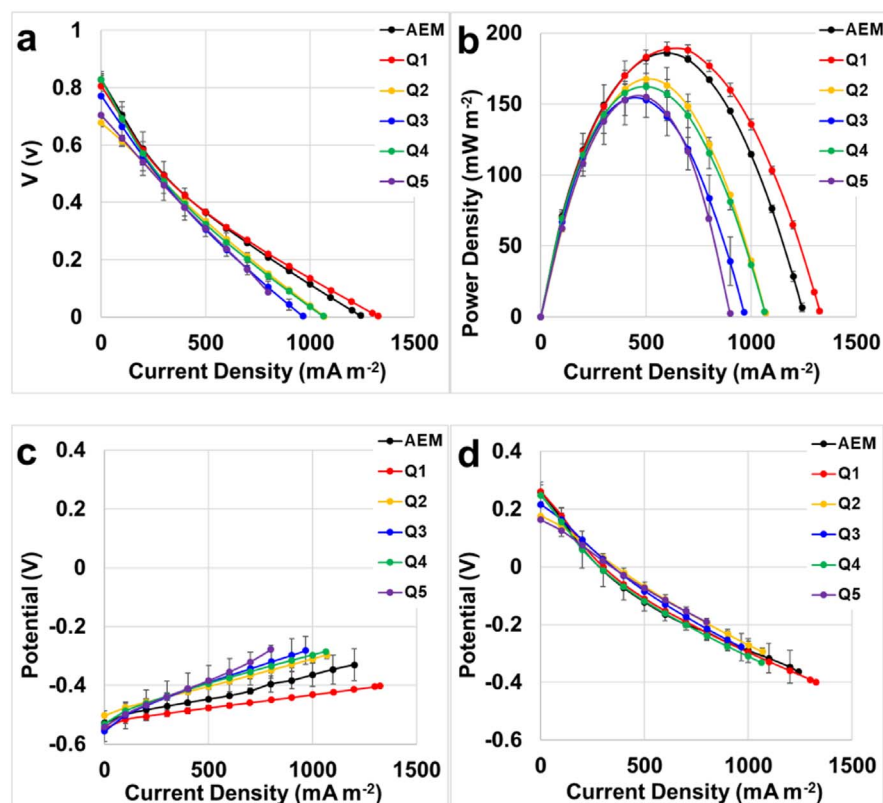 a
V (v)
1
0.8
0.6
0.4
0.2
0
0 500 1000 1500
Current Density (mA m-2)
AEM
Q1
Q2
Q3
Q4
Q5
b
Power Density (mW m-2)
200
150
100
50
0
0 500 1000 1500
Current Density (mA m-2)
AEM
Q1
Q2
Q3
Q4
Q5
c
Potential (V)
0.4
0.2
0
-0.2
-0.4
-0.6
0 500 1000 1500
Current Density (mA m-2)
AEM
Q1
Q2
Q3
Q4
Q5
d
Potential (V)
0.4
0.2
0
-0.2
-0.4
-0.6
0 500 1000 1500
Current Density (mA m-2)
AEM
Q1
Q2
Q3
Q4
Q5